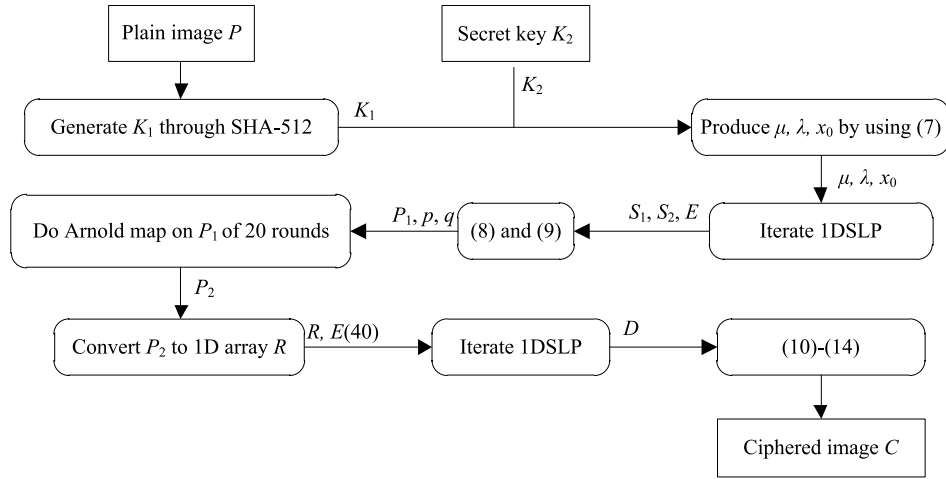 Plain image P
Secret key K2
K2
Generate K1 through SHA-512
K1
Produce μ, λ, x0 by using (7)
μ, λ, x0
Iterate 1DSLP
S1, S2, E
(8) and (9)
P1, p, q
Do Arnold map on P1 of 20 rounds
P2
Convert P2 to 1D array R
R, E(40)
Iterate 1DSLP
D
(10)-(14)
Ciphered image C